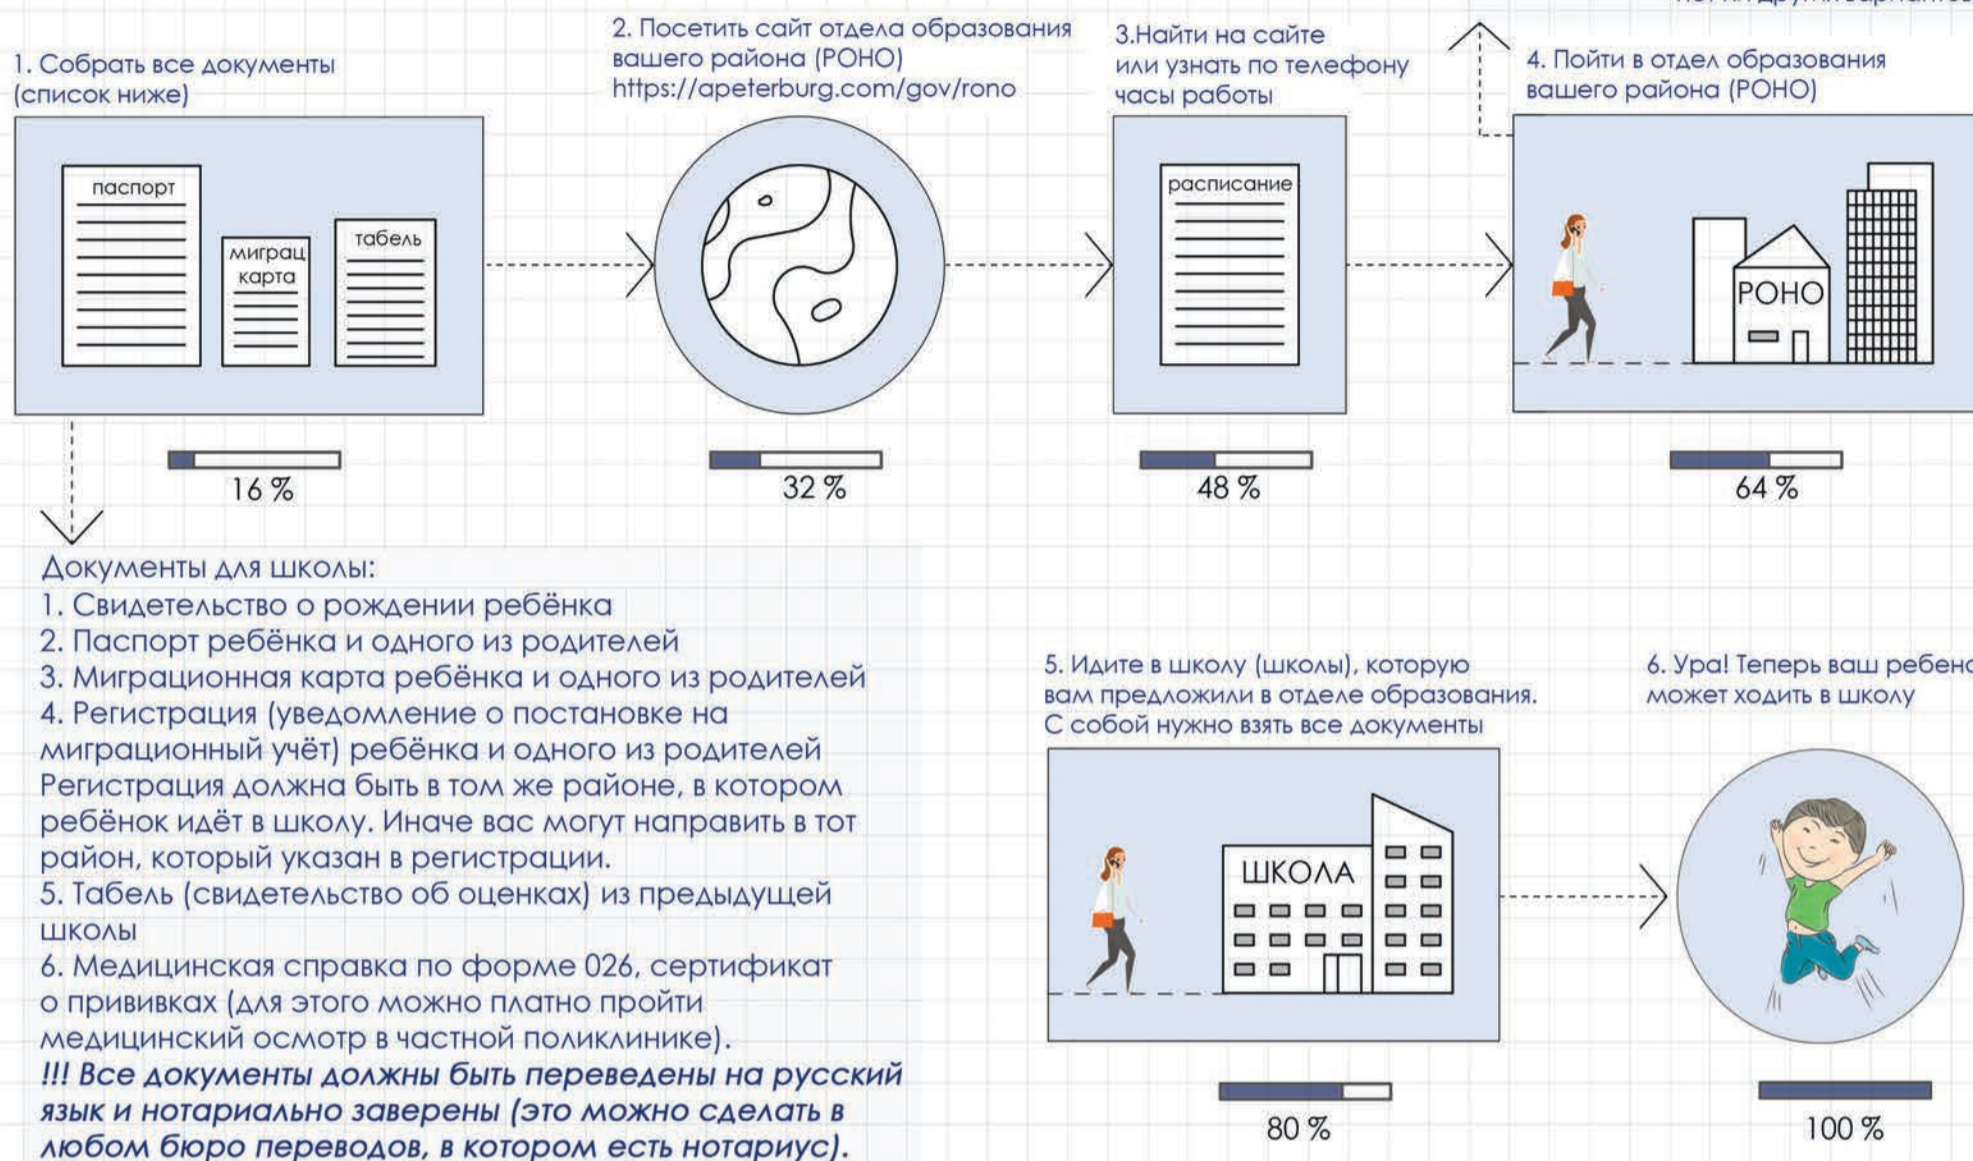 1. Собрать все документы
(список ниже)
2. Посетить сайт отдела образования
вашего района (РОНО)
https://apeterburg.com/gov/rono
3.Найти на сайте
или узнать по телефону
часы работы
4. Пойти в отдел образования
вашего района (РОНО)
паспорт
миграц
карта
табель
расписание
РОНО
16 %
32 %
48 %
64 %
Документы для школы:
1. Свидетельство о рождении ребёнка
2. Паспорт ребёнка и одного из родителей
3. Миграционная карта ребёнка и одного из родителей
4. Регистрация (уведомление о постановке на
миграционный учёт) ребёнка и одного из родителей
Регистрация должна быть в том же районе, в котором
ребёнок идёт в школу. Иначе вас могут направить в тот
район, который указан в регистрации.
5. Табель (свидетельство об оценках) из предыдущей
школы
6. Медицинская справка по форме 026, сертификат
о прививках (для этого можно платно пройти
медицинский осмотр в частной поликлинике).
!!! Все документы должны быть переведены на русский
язык и нотариально заверены (это можно сделать в
любом бюро переводов, в котором есть нотариус).
5. Идите в школу (школы), которую
вам предложили в отделе образования.
С собой нужно взять все документы
ШКОЛА
80 %
6. Ура! Теперь ваш
может ходить в школу
100 %